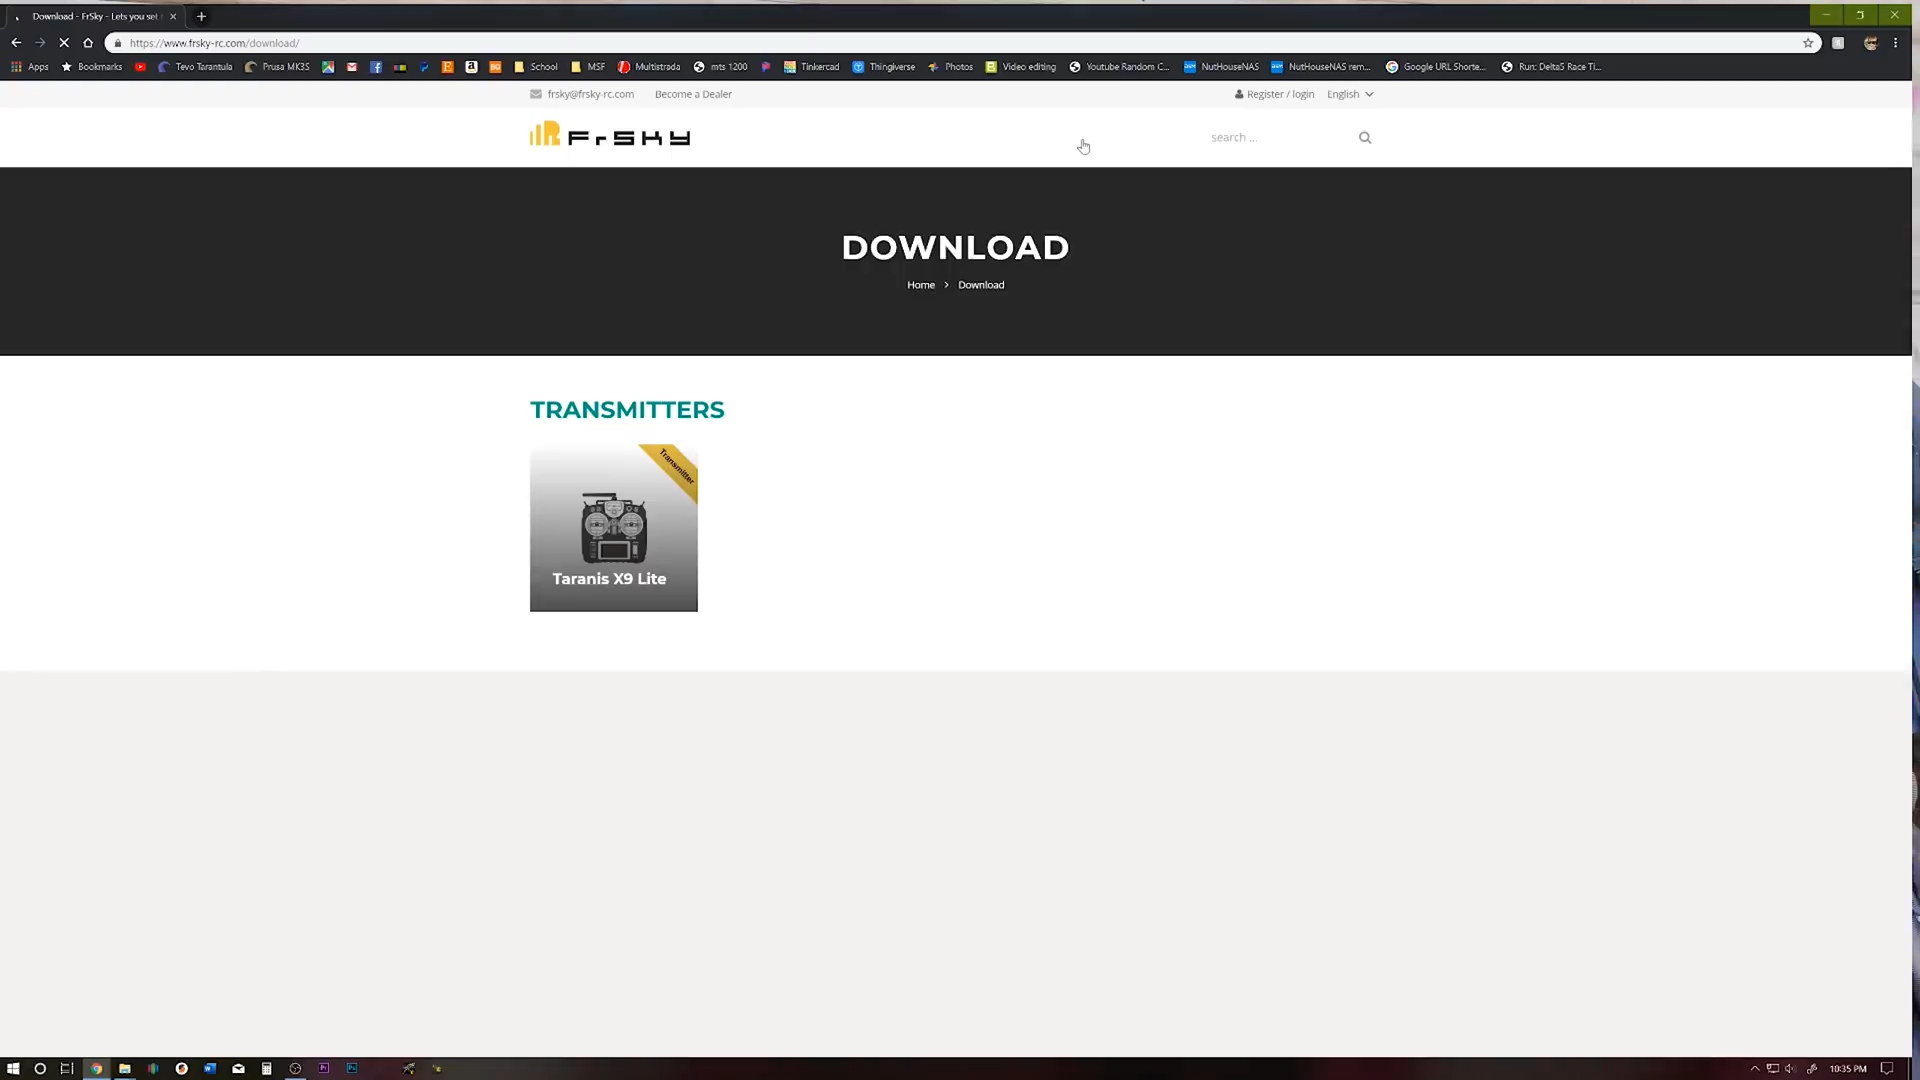 Download - FrSky - Lets you set
https://www.frsky-rc.com/download/
Apps Bookmarks Tevo Tarantula Prusa MK3S School MSF Multistrada mts 1200 Tinkercad Thingiverse Photos Video editing Youtube Random C... NutHouseNAS NutHouseNAS rem... Google URL Shorte... Run: Delta5 Race Ti...
frsky@frsky-rc.com Become a Dealer Register / login English
FrSky search ...
DOWNLOAD
Home > Download
TRANSMITTERS
Transmitter
Taranis X9 Lite
10:35 PM